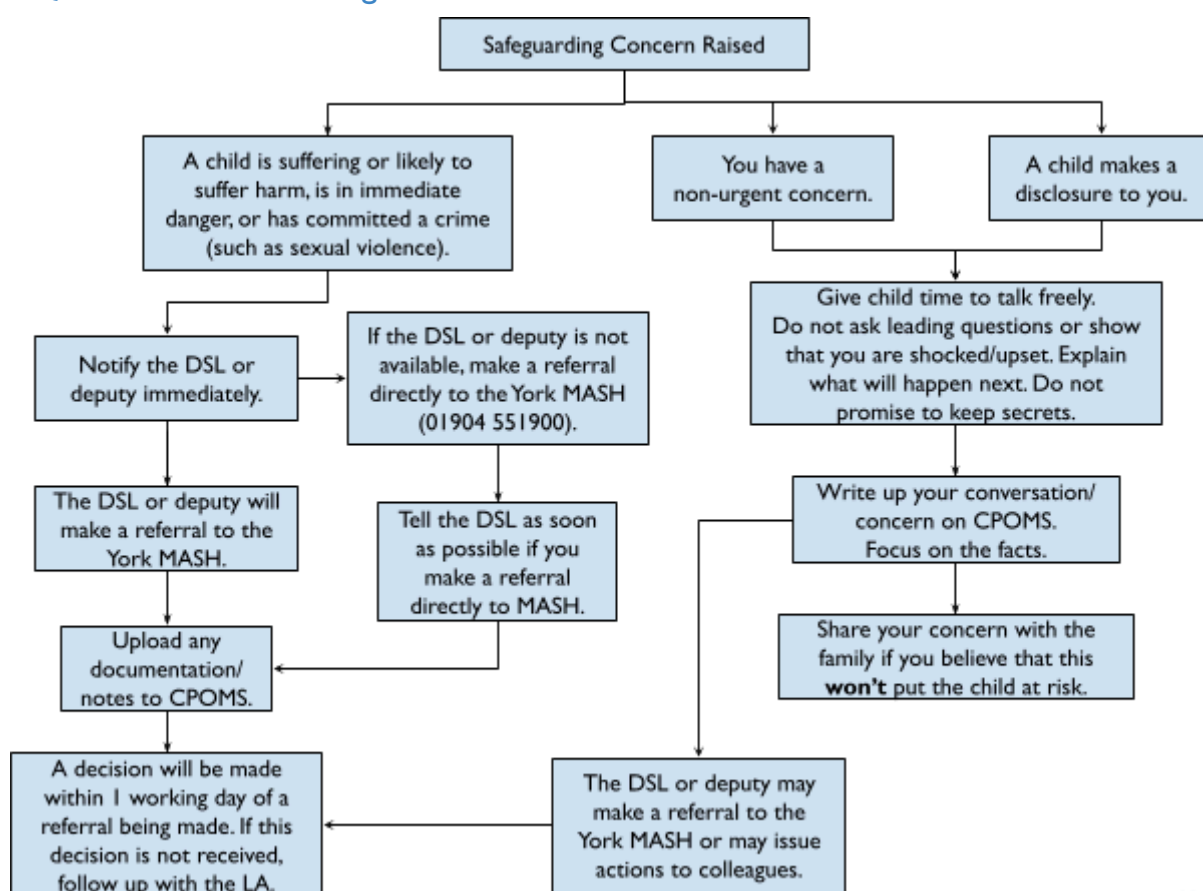 Safeguarding Concern Raised
A child is suffering or likely to
suffer harm, is in immediate
danger, or has committed a crime
(such as sexual violence).
You have a
non-urgent concern.
A child makes a
disclosure to you.
Give child time to talk freely.
Do not ask leading questions or show
that you are shocked/upset. Explain
what will happen next. Do not
promise to keep secrets.
Notify the DSL or
deputy immediately.
If the DSL or deputy is not
available, make a referral
directly to the York MASH
(01904 551900).
The DSL or deputy will
make a referral to the
York MASH.
Tell the DSL as soon
as possible if you
make a referral
directly to MASH.
Write up your conversation/
concern on CPOMS.
Focus on the facts.
Upload any
documentation/
notes to CPOMS.
Share your concern with the
family if you believe that this
won't put the child at risk.
A decision will be made
within 1 working day of a
referral being made. If this
decision is not received,
follow up with the LA.
The DSL or deputy may
make a referral to the
York MASH or may issue
actions to colleagues.